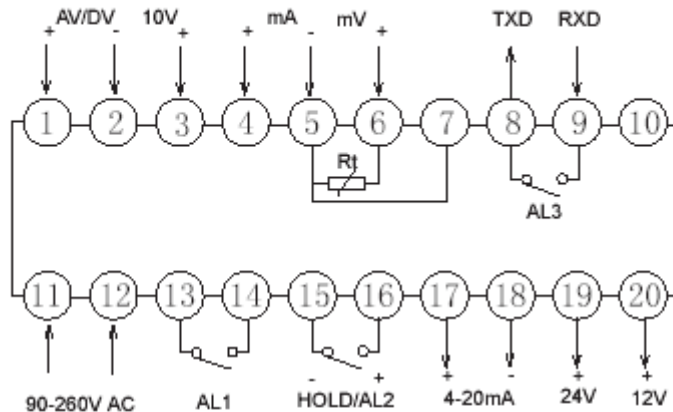 AV/DV 10V mA mV TXD RXD
+ - + + - +
1 2 3 4 5 6 7 8 9 10
Rt
AL3
11 12 13 14 15 16 17 18 19 20
- + + - + +
90-260V AC AL1 HOLD/AL2 4-20mA 24V 12V